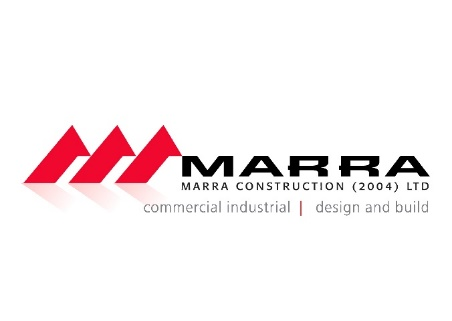 MARRA
MARRA CONSTRUCTION (2004) LTD
commercial industrial | design and build